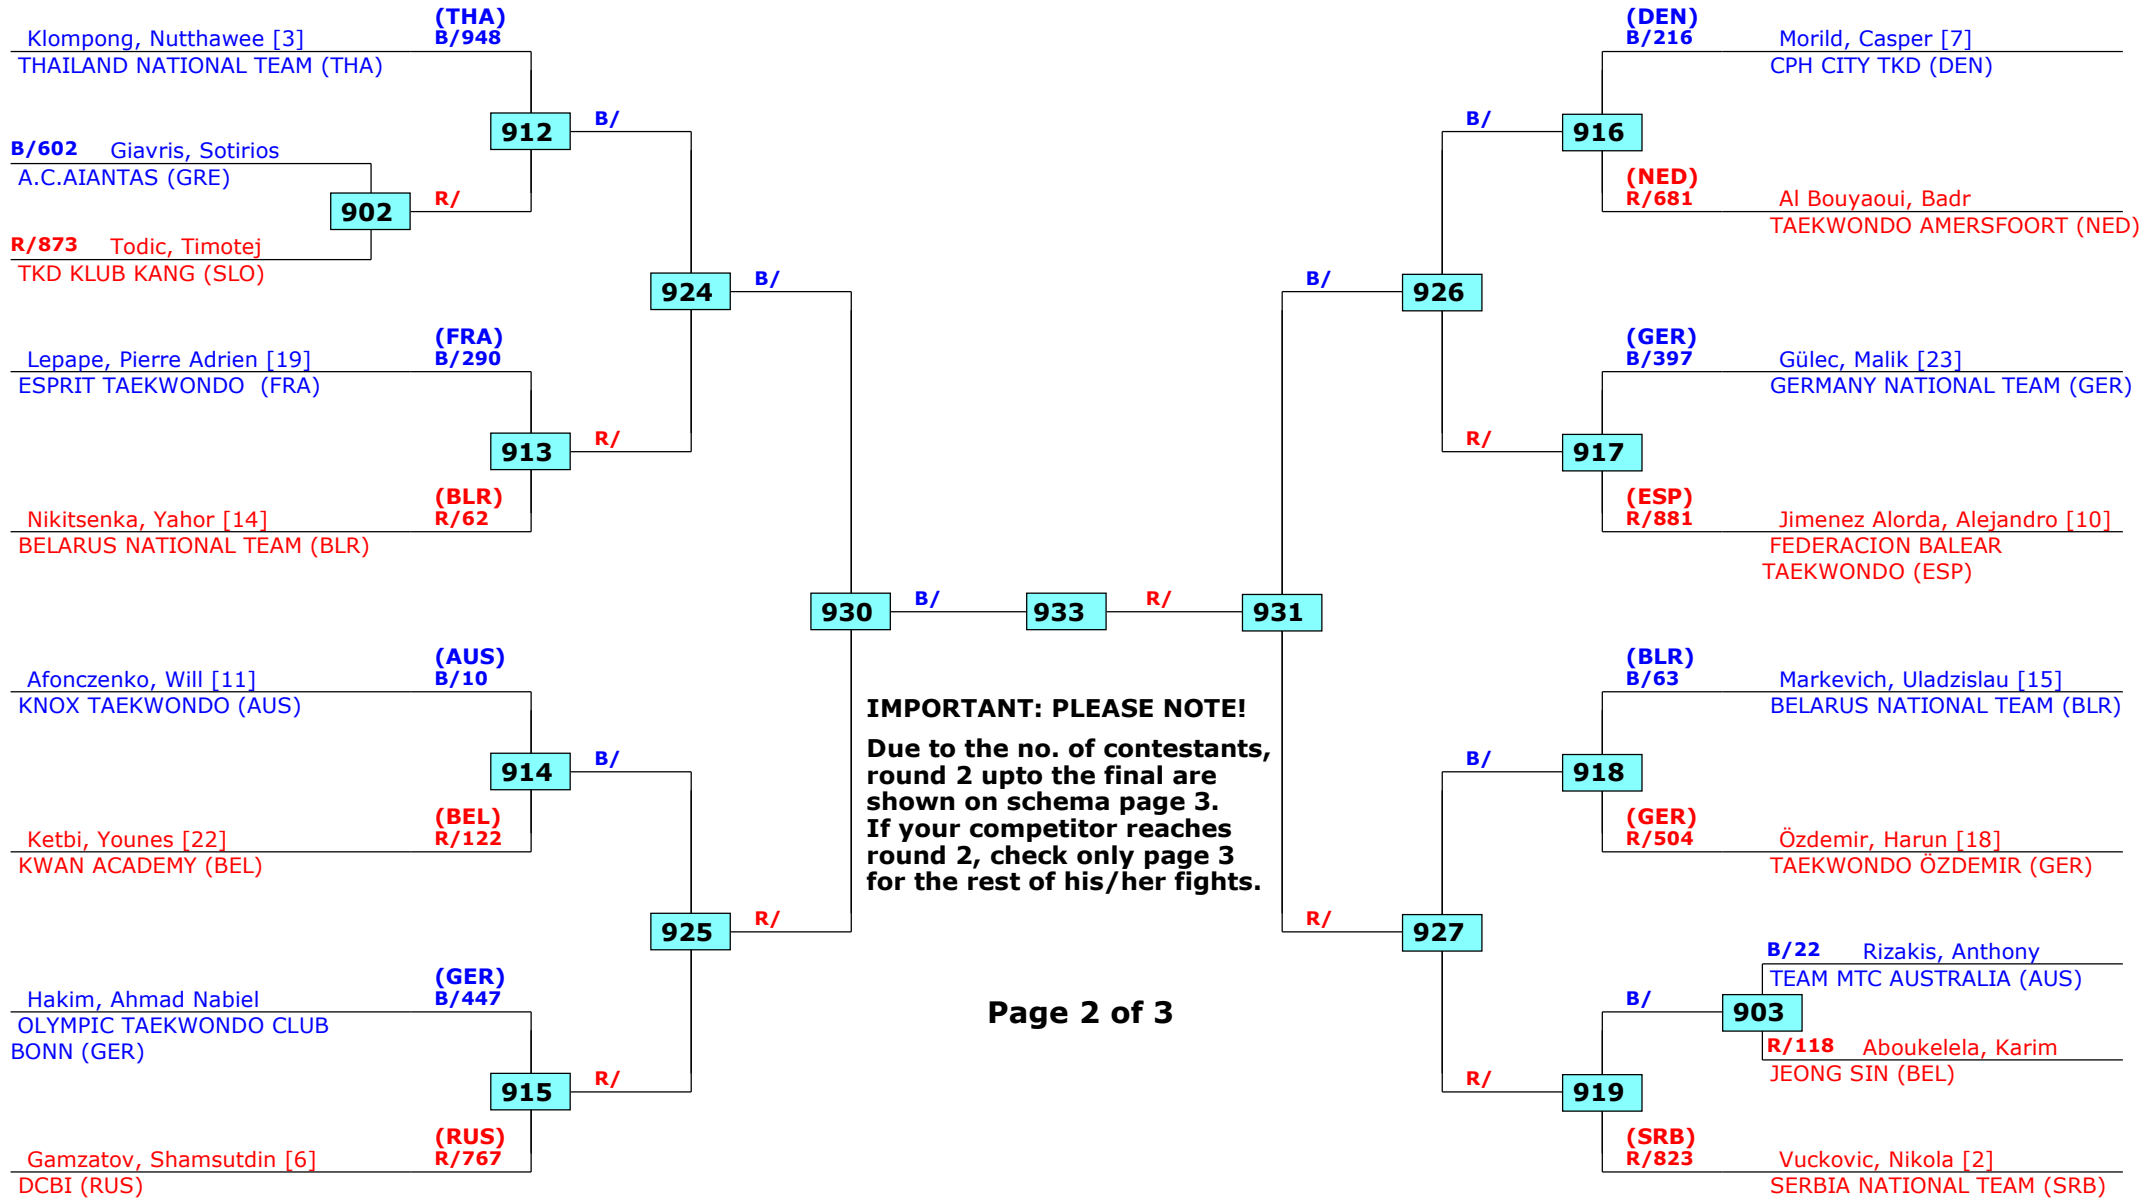 (THA)
Klompong, Nutthawee [3] B/948
THAILAND NATIONAL TEAM (THA)
912
B/
B/602 Giavris, Sotirios
A.C.AIANTAS (GRE)
902
R/
R/873 Todic, Timotej
TKD KLUB KANG (SLO)
924
B/
(FRA)
Lepape, Pierre Adrien [19] B/290
ESPRIT TAEKWONDO (FRA)
913
R/
(BLR)
Nikitsenka, Yahor [14] R/62
BELARUS NATIONAL TEAM (BLR)
930
B/
933
R/
931
(AUS)
Afonczenko, Will [11] B/10
KNOX TAEKWONDO (AUS)
914
B/
(BEL)
Ketbi, Younes [22] R/122
KWAN ACADEMY (BEL)
925
R/
(GER)
Hakim, Ahmad Nabiel B/447
OLYMPIC TAEKWONDO CLUB
BONN (GER)
915
R/
(RUS)
Gamzatov, Shamsutdin [6] R/767
DCBI (RUS)
IMPORTANT: PLEASE NOTE!
Due to the no. of contestants,
round 2 upto the final are
shown on schema page 3.
If your competitor reaches
round 2, check only page 3
for the rest of his/her fights.
Page 2 of 3
(DEN)
B/216 Morild, Casper [7]
CPH CITY TKD (DEN)
B/
916
(NED)
R/681 Al Bouyaoui, Badr
TAEKWONDO AMERSFOORT (NED)
B/
926
(GER)
B/397 Gülec, Malik [23]
GERMANY NATIONAL TEAM (GER)
R/
917
(ESP)
R/881 Jimenez Alorda, Alejandro [10]
FEDERACION BALEAR
TAEKWONDO (ESP)
(BLR)
B/63 Markevich, Uladzislau [15]
BELARUS NATIONAL TEAM (BLR)
B/
918
(GER)
R/504 Özdemir, Harun [18]
TAEKWONDO ÖZDEMIR (GER)
R/
927
B/22 Rizakis, Anthony
TEAM MTC AUSTRALIA (AUS)
B/
903
R/118 Aboukelela, Karim
JEONG SIN (BEL)
R/
919
(SRB)
R/823 Vuckovic, Nikola [2]
SERBIA NATIONAL TEAM (SRB)